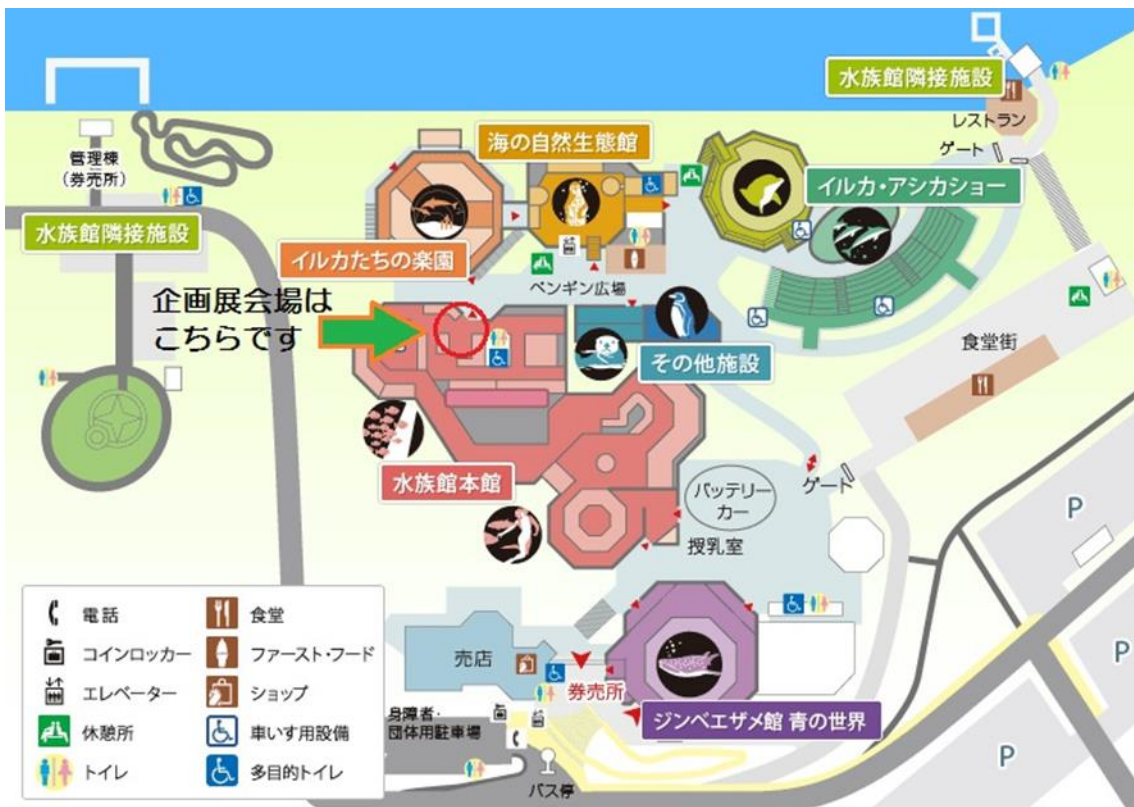 水族館隣接施設
レストラン
ゲート
海の自然生態館
イルカ・アシカショー
管理棟
(券売所)
水族館隣接施設
イルカたちの楽園
ペンギン広場
企画展会場は
こちらです
その他施設
食堂街
水族館本館
バッテリー
カー
ゲート
授乳室
P
P
P
売店
券売所
ジンベエザメ館 青の世界
身障者・
団体用駐車場
バス停
電話
食堂
コインロッカー
ファースト・フード
エレベーター
ショップ
休憩所
車いす用設備
トイレ
多目的トイレ